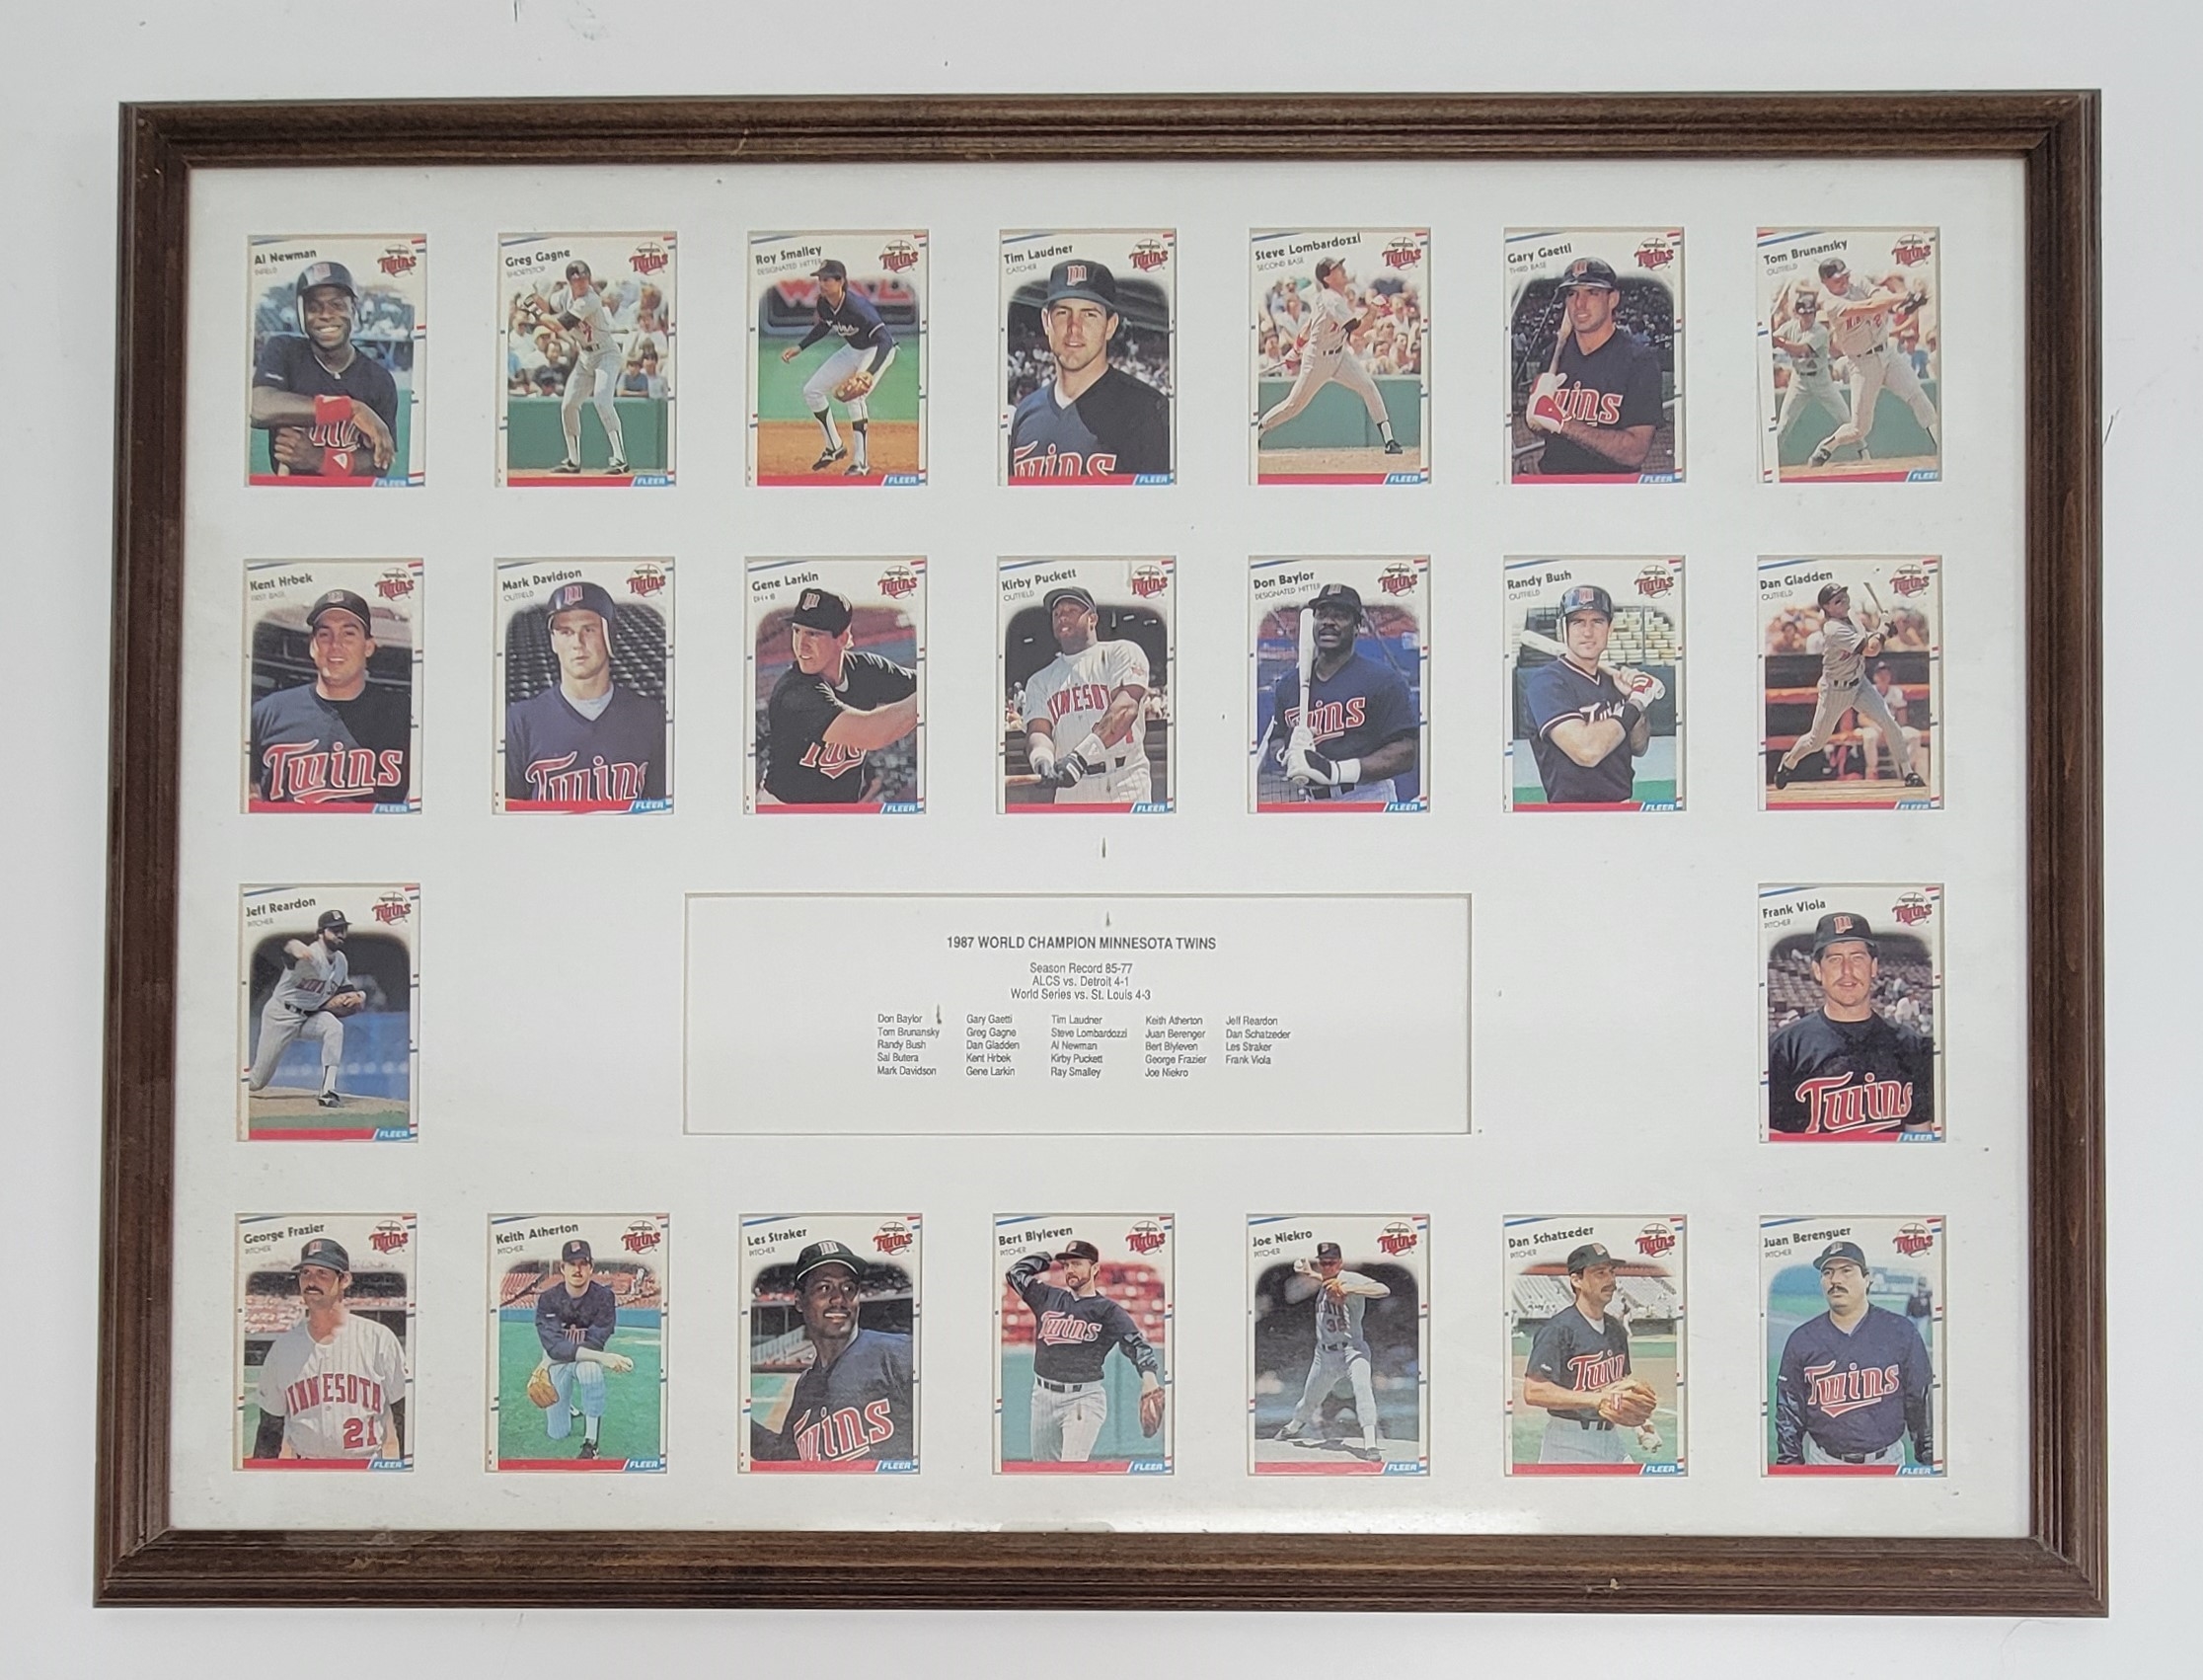 Al Newman
INFIELD
Twins
FLEER
Greg Gagne
SHORTSTOP
Twins
7
FLEER
Roy Smalley
DESIGNATED HITTER
Twins
Twins
FLEER
Tim Laudner
CATCHER
Twins
Twins
FLEER
Steve Lombardozzi
SECOND BASE
Twins
FLEER
Gary Gaetti
THIRD BASE
Twins
wins
FLEER
Tom Brunansky
OUTFIELD
Twins
FLEER
Kent Hrbek
FIRST BASE
Twins
Twins
FLEER
Mark Davidson
OUTFIELD
Twins
Twins
FLEER
Gene Larkin
DH • 1B
Twins
FLEER
Kirby Puckett
OUTFIELD
Twins
INNESOT
FLEER
Don Baylor
DESIGNATED HITTER
Twins
wins
FLEER
Randy Bush
OUTFIELD
Twins
FLEER
Dan Gladden
OUTFIELD
Twins
FLEER
Jeff Reardon
PITCHER
Twins
FLEER
1987 WORLD CHAMPION MINNESOTA TWINS
Season Record 85-77
ALCS vs. Detroit 4-1
World Series vs. St. Louis 4-3
Don Baylor Gary Gaetti Tim Laudner Keith Atherton Jeff Reardon
Tom Brunansky Greg Gagne Steve Lombardozzi Juan Berenger Dan Schatzeder
Randy Bush Dan Gladden Al Newman Bert Blyleven Les Straker
Sal Butera Kent Hrbek Kirby Puckett George Frazier Frank Viola
Mark Davidson Gene Larkin Ray Smalley Joe Niekro
Frank Viola
PITCHER
Twins
Twins
FLEER
George Frazier
PITCHER
Twins
INNESOTA
21
FLEER
Keith Atherton
PITCHER
Twins
FLEER
Les Straker
PITCHER
Twins
wins
FLEER
Bert Blyleven
PITCHER
Twins
Twins
FLEER
Joe Niekro
PITCHER
Twins
FLEER
Dan Schatzeder
PITCHER
Twins
Twin
FLEER
Juan Berenguer
PITCHER
Twins
Twins
FLEER